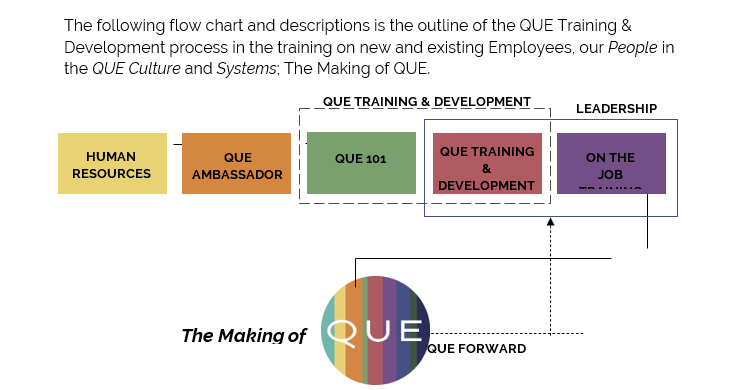 The following flow chart and descriptions is the outline of the QUE Training &
Development process in the training on new and existing Employees, our People in
the QUE Culture and Systems; The Making of QUE.
QUE TRAINING & DEVELOPMENT
LEADERSHIP
HUMAN
RESOURCES
QUE
AMBASSADOR
QUE 101
QUE TRAINING
&
DEVELOPMENT
ON THE
JOB
TRAINING
The Making of
QUE
QUE FORWARD